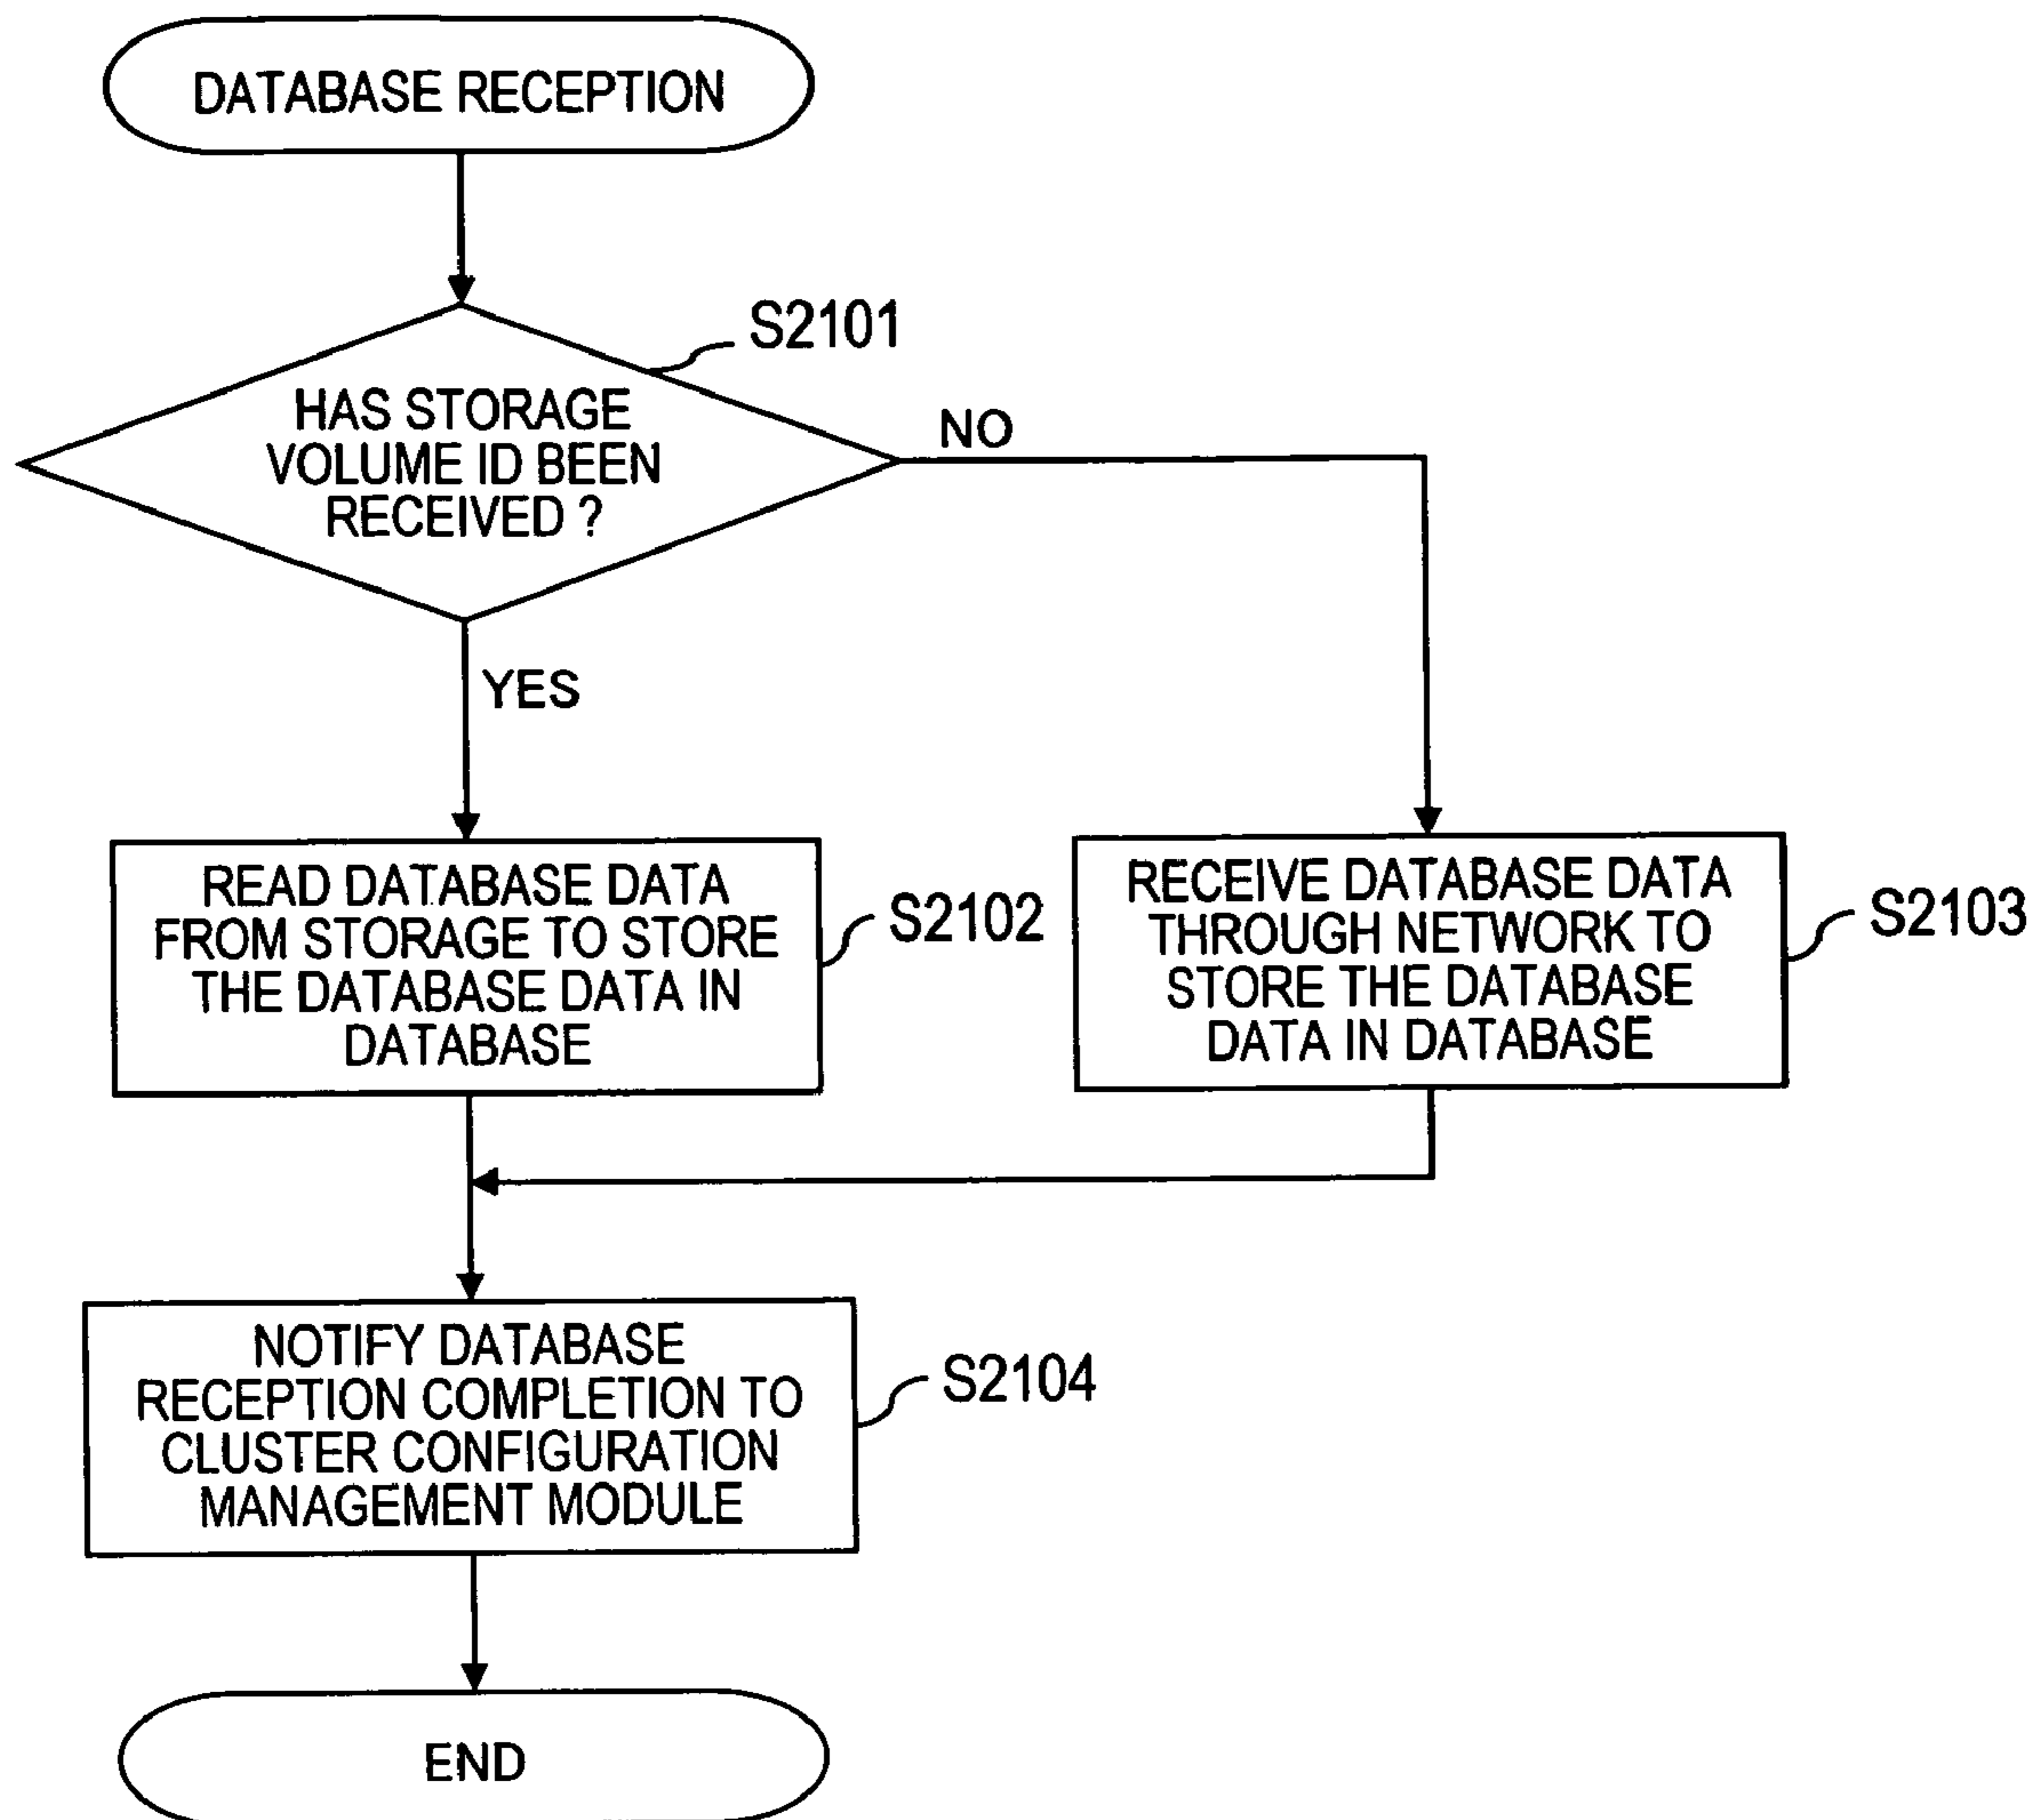 DATABASE RECEPTION
S2101
HAS STORAGE
VOLUME ID BEEN
RECEIVED ?
NO
YES
READ DATABASE DATA
FROM STORAGE TO STORE
THE DATABASE DATA IN
DATABASE
S2102
RECEIVE DATABASE DATA
THROUGH NETWORK TO
STORE THE DATABASE
DATA IN DATABASE
S2103
NOTIFY DATABASE
RECEPTION COMPLETION TO
CLUSTER CONFIGURATION
MANAGEMENT MODULE
S2104
END